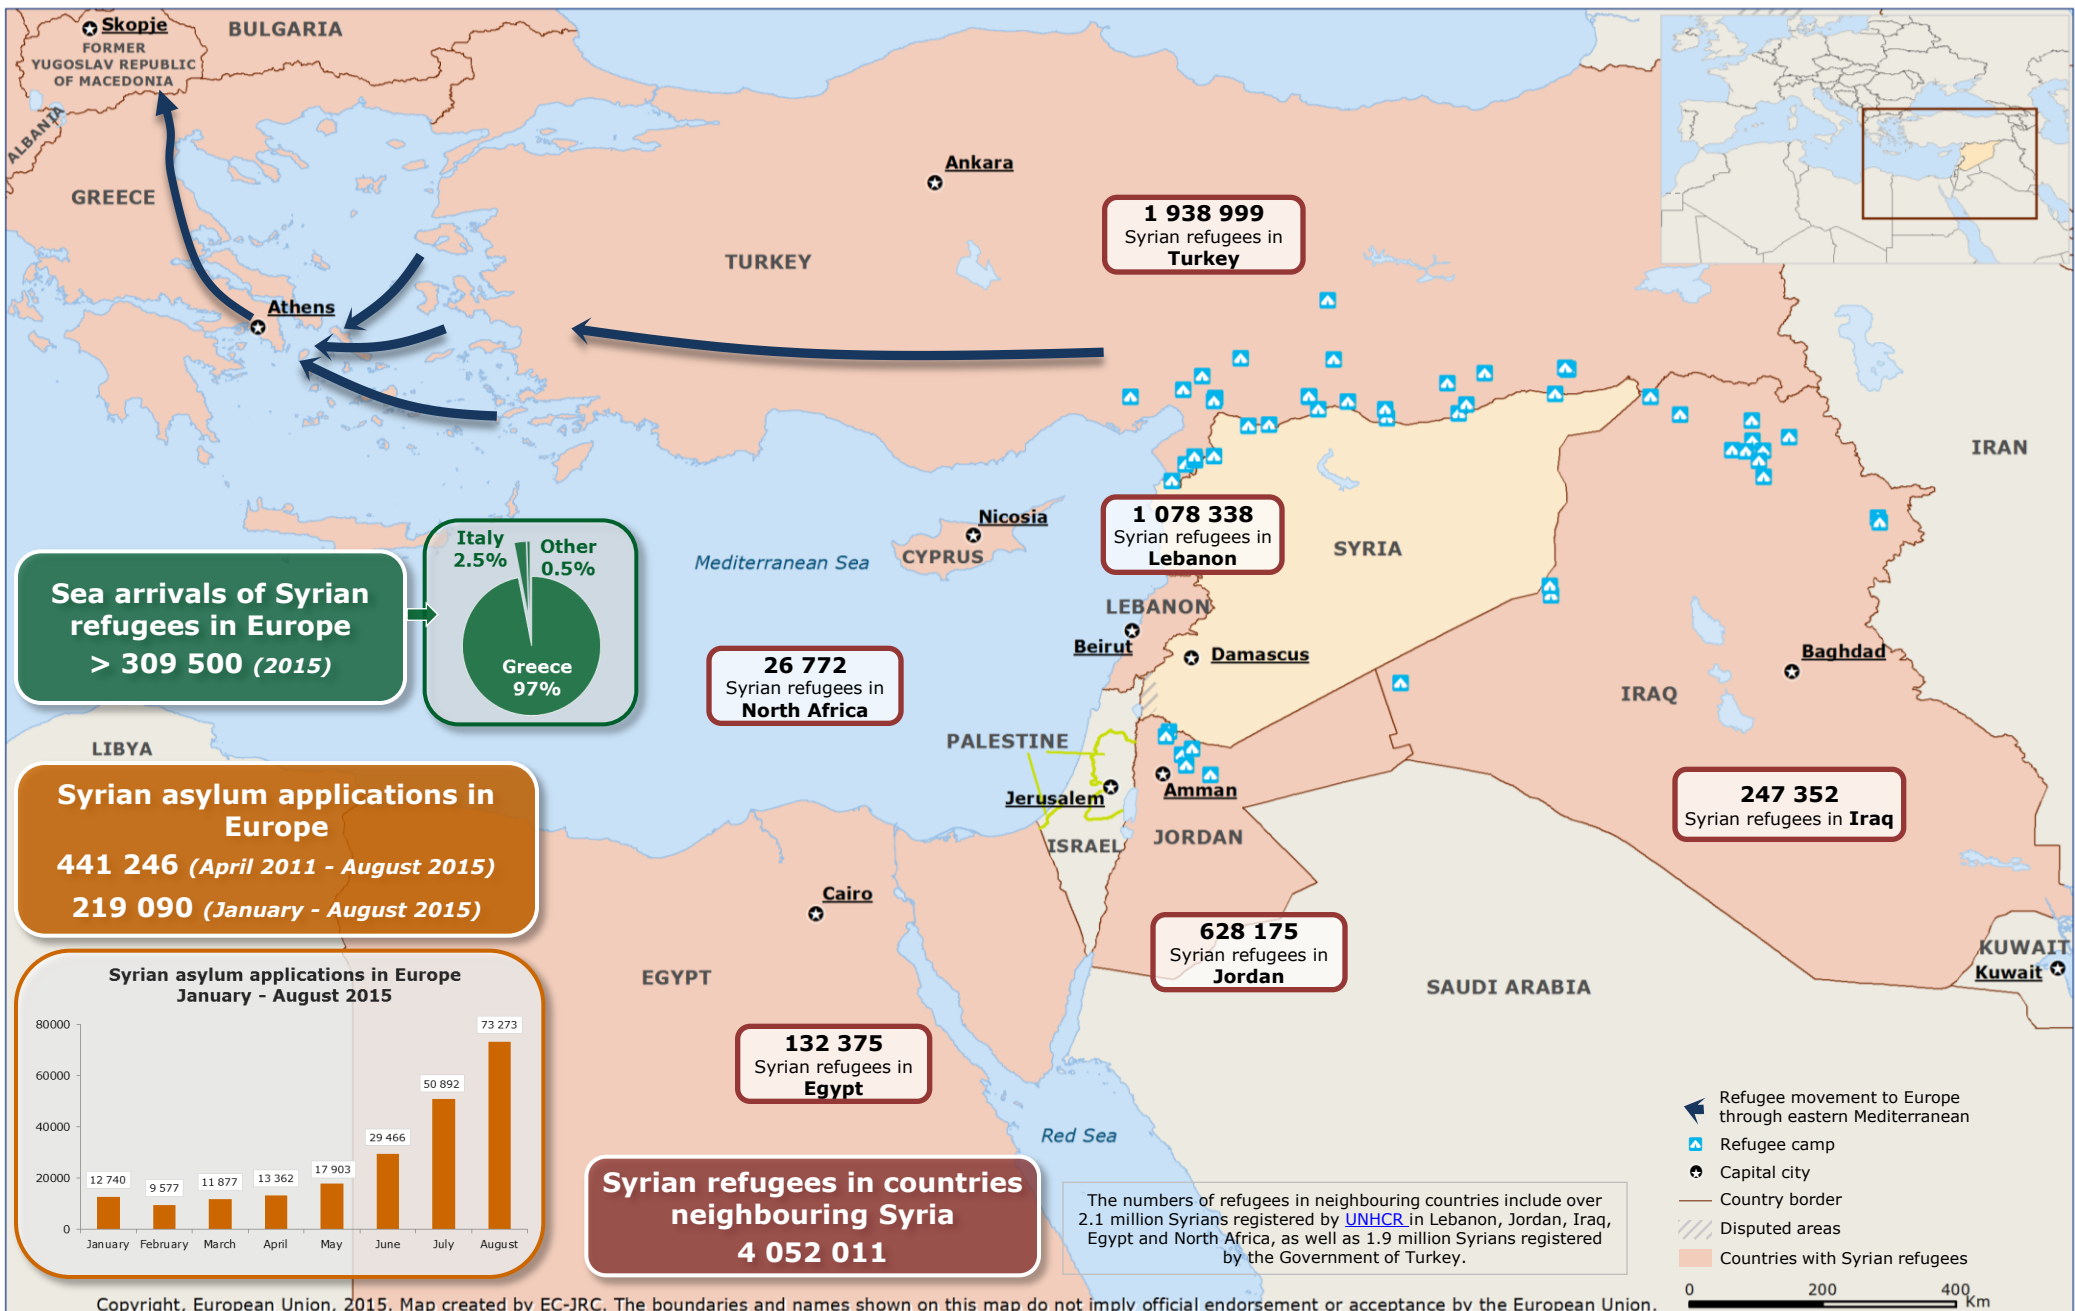 Skopje
FORMER
YUGOSLAV REPUBLIC
OF MACEDONIA
BULGARIA
ALBANIA
GREECE
Athens
Ankara
TURKEY
1 938 999
Syrian refugees in
Turkey
IRAN
Nicosia
CYPRUS
Mediterranean Sea
1 078 338
Syrian refugees in
Lebanon
SYRIA
LEBANON
Beirut
Damascus
Baghdad
IRAQ
Sea arrivals of Syrian
refugees in Europe
> 309 500 (2015)
Italy
2.5%
Other
0.5%
Greece
97%
26 772
Syrian refugees in
North Africa
LIBYA
PALESTINE
Jerusalem
ISRAEL
Amman
JORDAN
247 352
Syrian refugees in Iraq
Syrian asylum applications in
Europe
441 246 (April 2011 - August 2015)
219 090 (January - August 2015)
Cairo
EGYPT
628 175
Syrian refugees in
Jordan
SAUDI ARABIA
KUWAIT
Kuwait
Syrian asylum applications in Europe
January - August 2015
80000
60000
40000
20000
0
12 740
9 577
11 877
13 362
17 903
29 466
50 892
73 273
January February March April May June July August
132 375
Syrian refugees in
Egypt
Red Sea
Syrian refugees in countries
neighbouring Syria
4 052 011
The numbers of refugees in neighbouring countries include over
2.1 million Syrians registered by UNHCR in Lebanon, Jordan, Iraq,
Egypt and North Africa, as well as 1.9 million Syrians registered
by the Government of Turkey.
Refugee movement to Europe
through eastern Mediterranean
Refugee camp
Capital city
Country border
Disputed areas
Countries with Syrian refugees
0 200 400
Km
Copyright, European Union, 2015. Map created by EC-JRC. The boundaries and names shown on this map do not imply official endorsement or acceptance by the European Union.